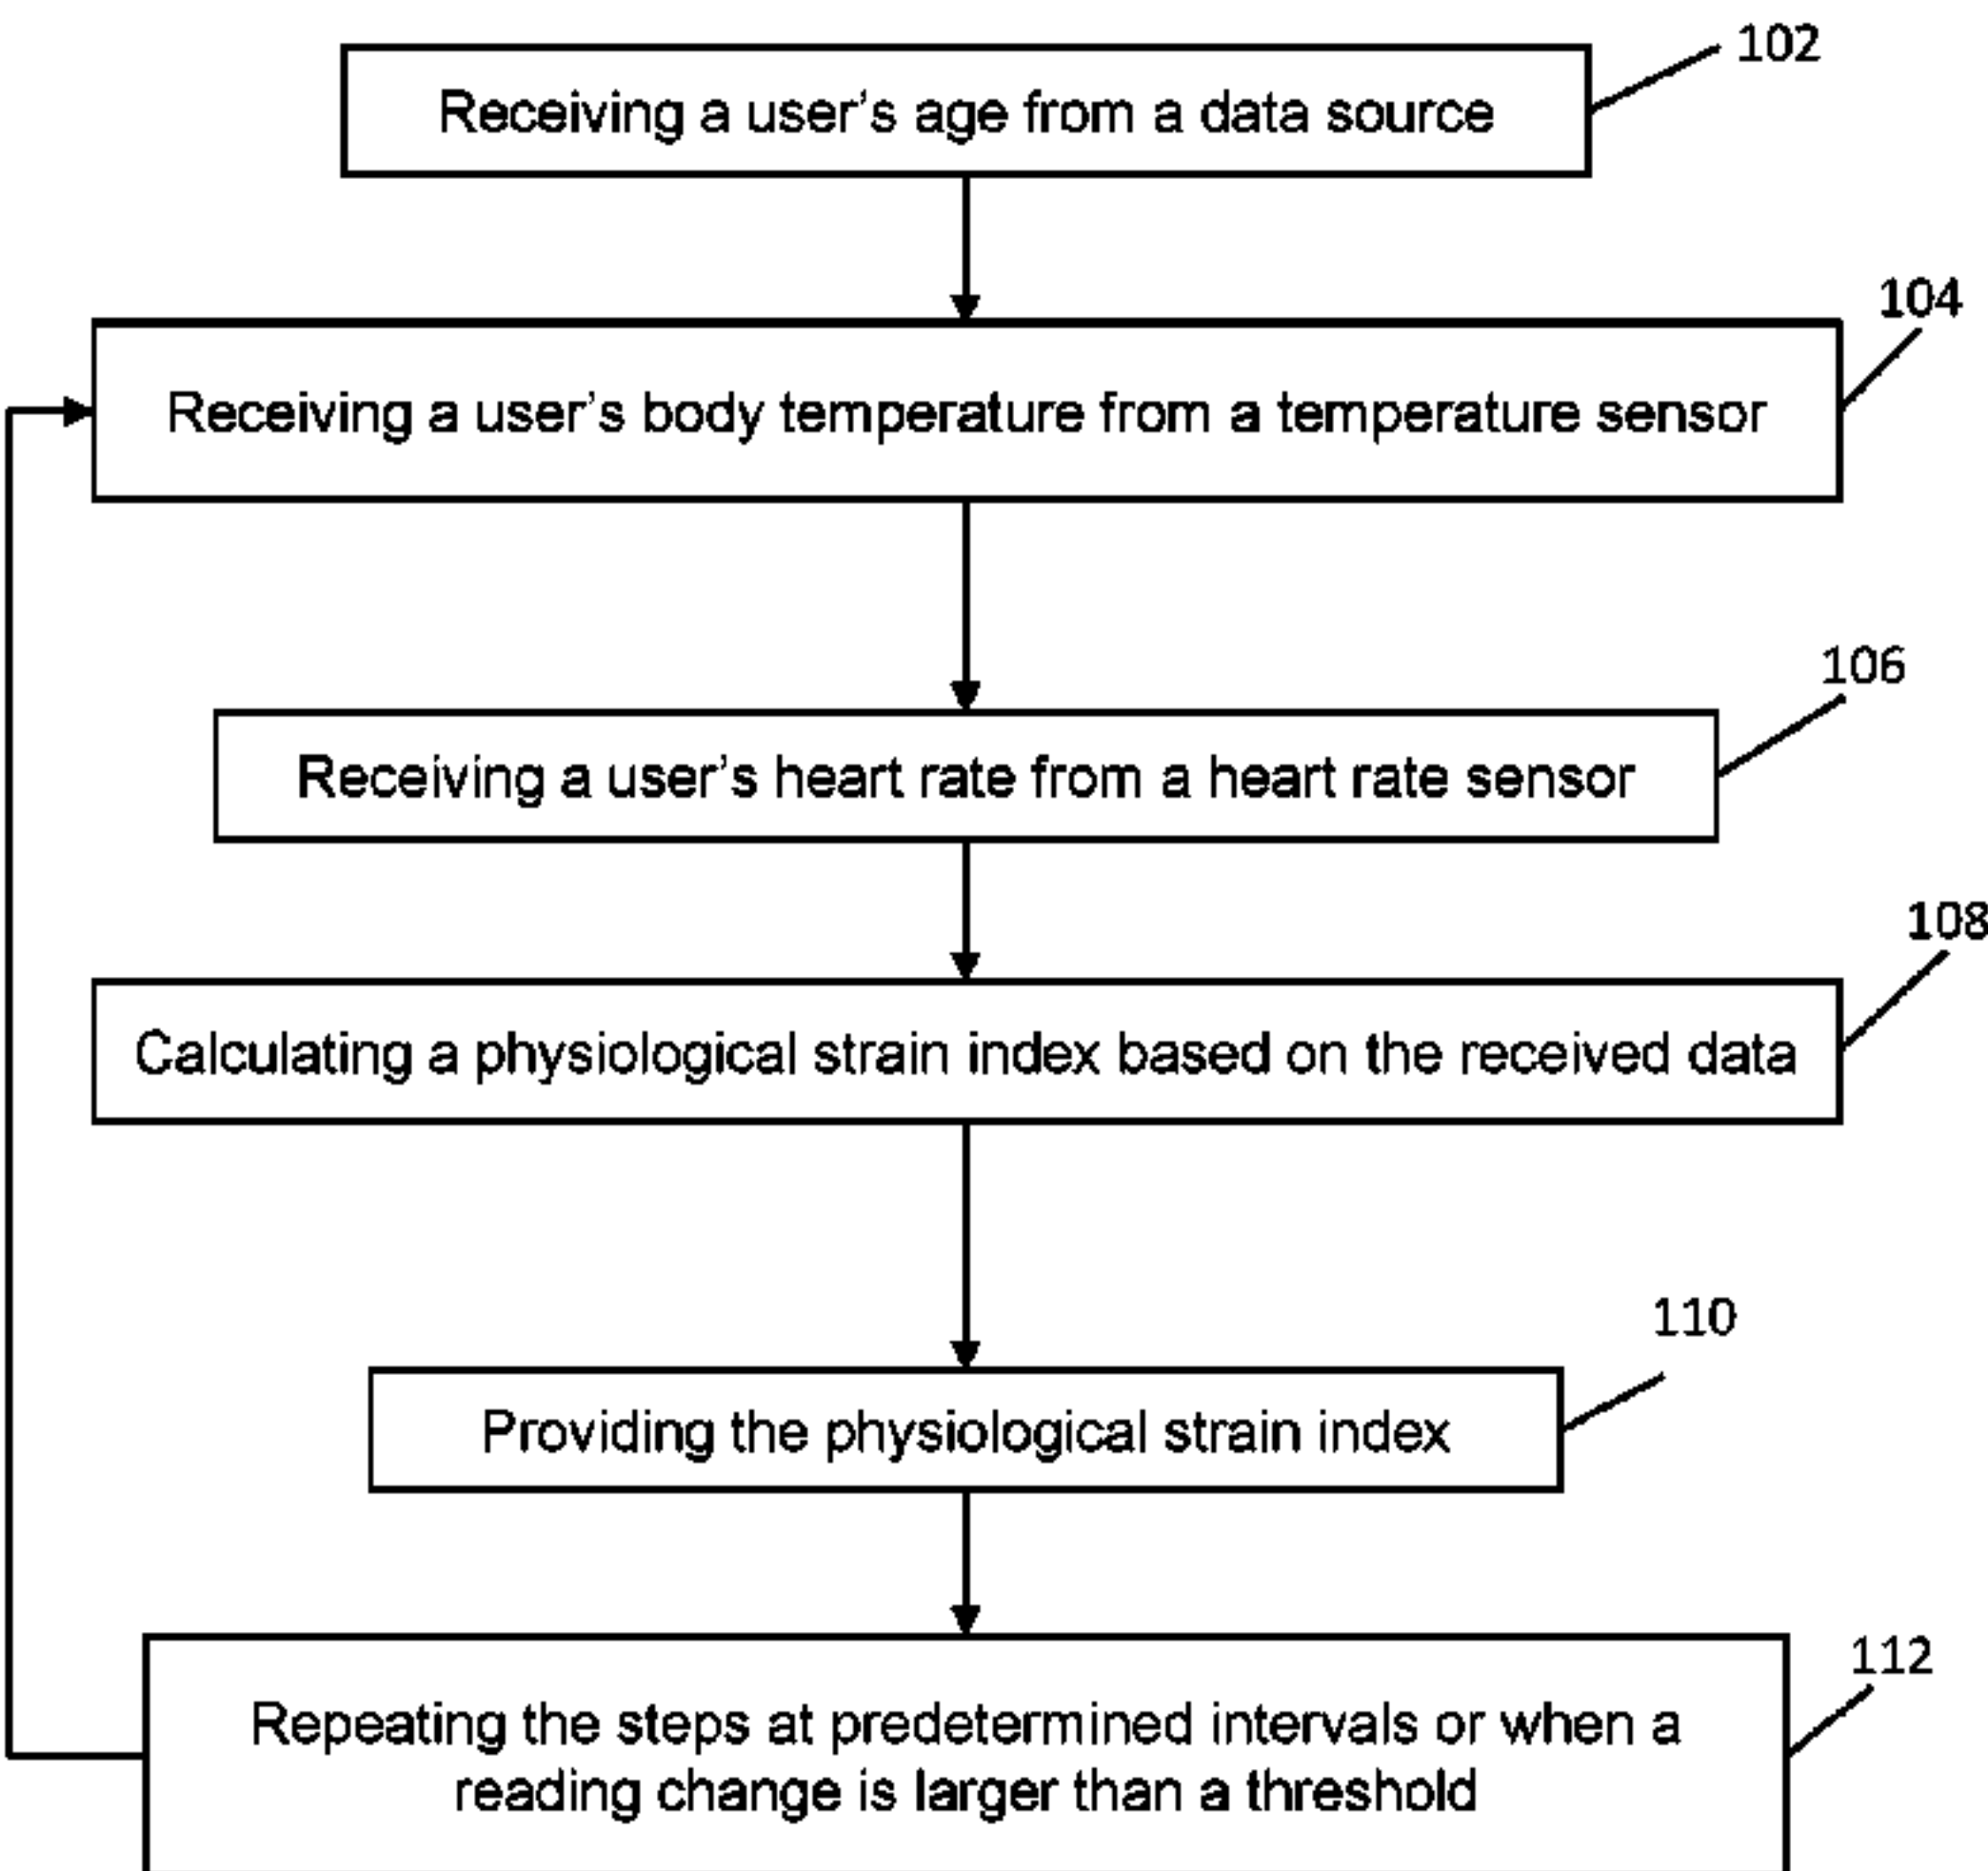 102
Receiving a user's age from a data source
104
Receiving a user's body temperature from a temperature sensor
106
Receiving a user's heart rate from a heart rate sensor
108
Calculating a physiological strain index based on the received data
110
Providing the physiological strain index
112
Repeating the steps at predetermined intervals or when a
reading change is larger than a threshold